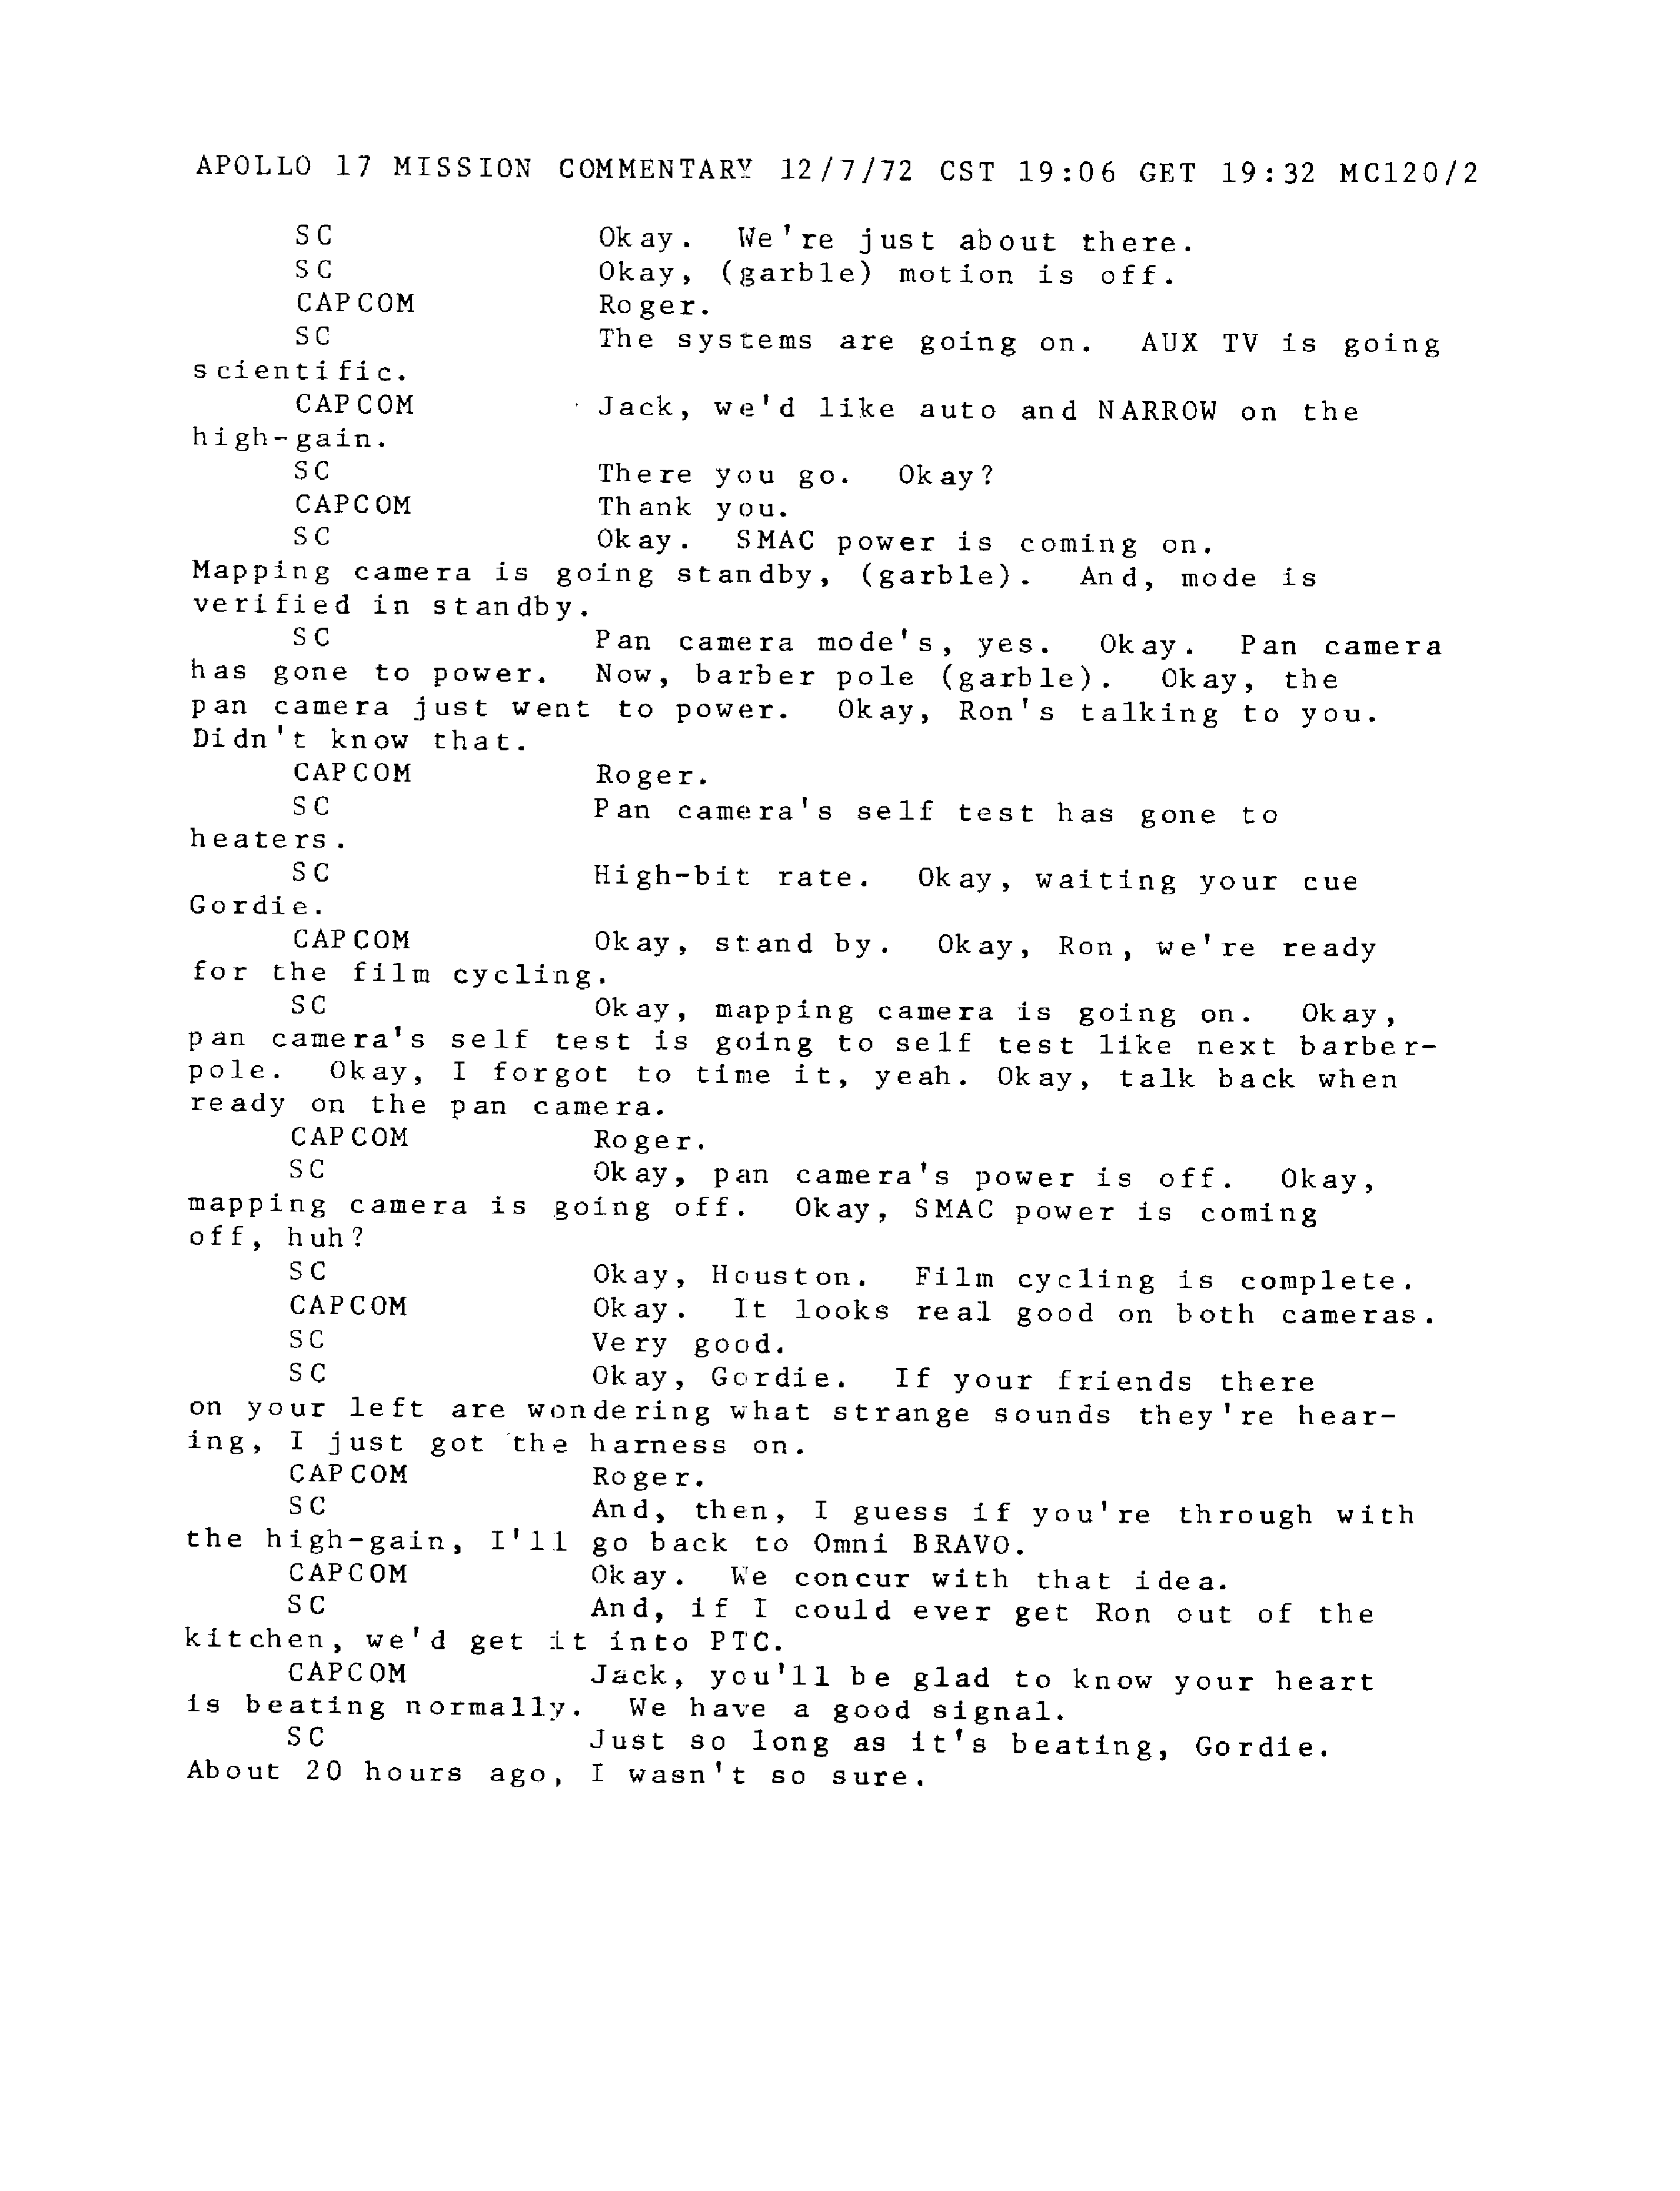 APOLLO 17 MISSION COMMENTARY 12/7/72 CST 19:06 GET 19:32 MC120/2
SC Okay. We're just about there.
SC Okay, (garble) motion is off.
CAPCOM Roger.
SC The systems are going on. AUX TV is going
scientific.
CAPCOM Jack, we'd like auto and NARROW on the
high-gain.
SC There you go. Okay?
CAPCOM Thank you.
SC Okay. SMAC power is coming on.
Mapping camera is going standby, (garble). And, mode is
verified in standby.
SC Pan camera mode's, yes. Okay. Pan camera
has gone to power. Now, barber pole (garble). Okay, the
pan camera just went to power. Okay, Ron's talking to you.
Didn't know that.
CAPCOM Roger.
SC Pan camera's self test has gone to
heaters.
SC High-bit rate. Okay, waiting your cue
Gordie.
CAPCOM Okay, stand by. Okay, Ron, we're ready
for the film cycling.
SC Okay, mapping camera is going on. Okay,
pan camera's self test is going to self test like next barber-
pole. Okay, I forgot to time it, yeah. Okay, talk back when
ready on the pan camera.
CAPCOM Roger.
SC Okay, pan camera's power is off. Okay,
mapping camera is going off. Okay, SMAC power is coming
off, huh?
SC Okay, Houston. Film cycling is complete.
CAPCOM Okay. It looks real good on both cameras.
SC Very good.
SC Okay, Gordie. If your friends there
on your left are wondering what strange sounds they're hear-
ing, I just got the harness on.
CAPCOM Roger.
SC And, then, I guess if you're through with
the high-gain, I'll go back to Omni BRAVO.
CAPCOM Okay. We concur with that idea.
SC And, if I could ever get Ron out of the
kitchen, we'd get it into PTC.
CAPCOM Jack, you'll be glad to know your heart
is beating normally. We have a good signal.
SC Just so long as it's beating, Gordie.
About 20 hours ago, I wasn't so sure.